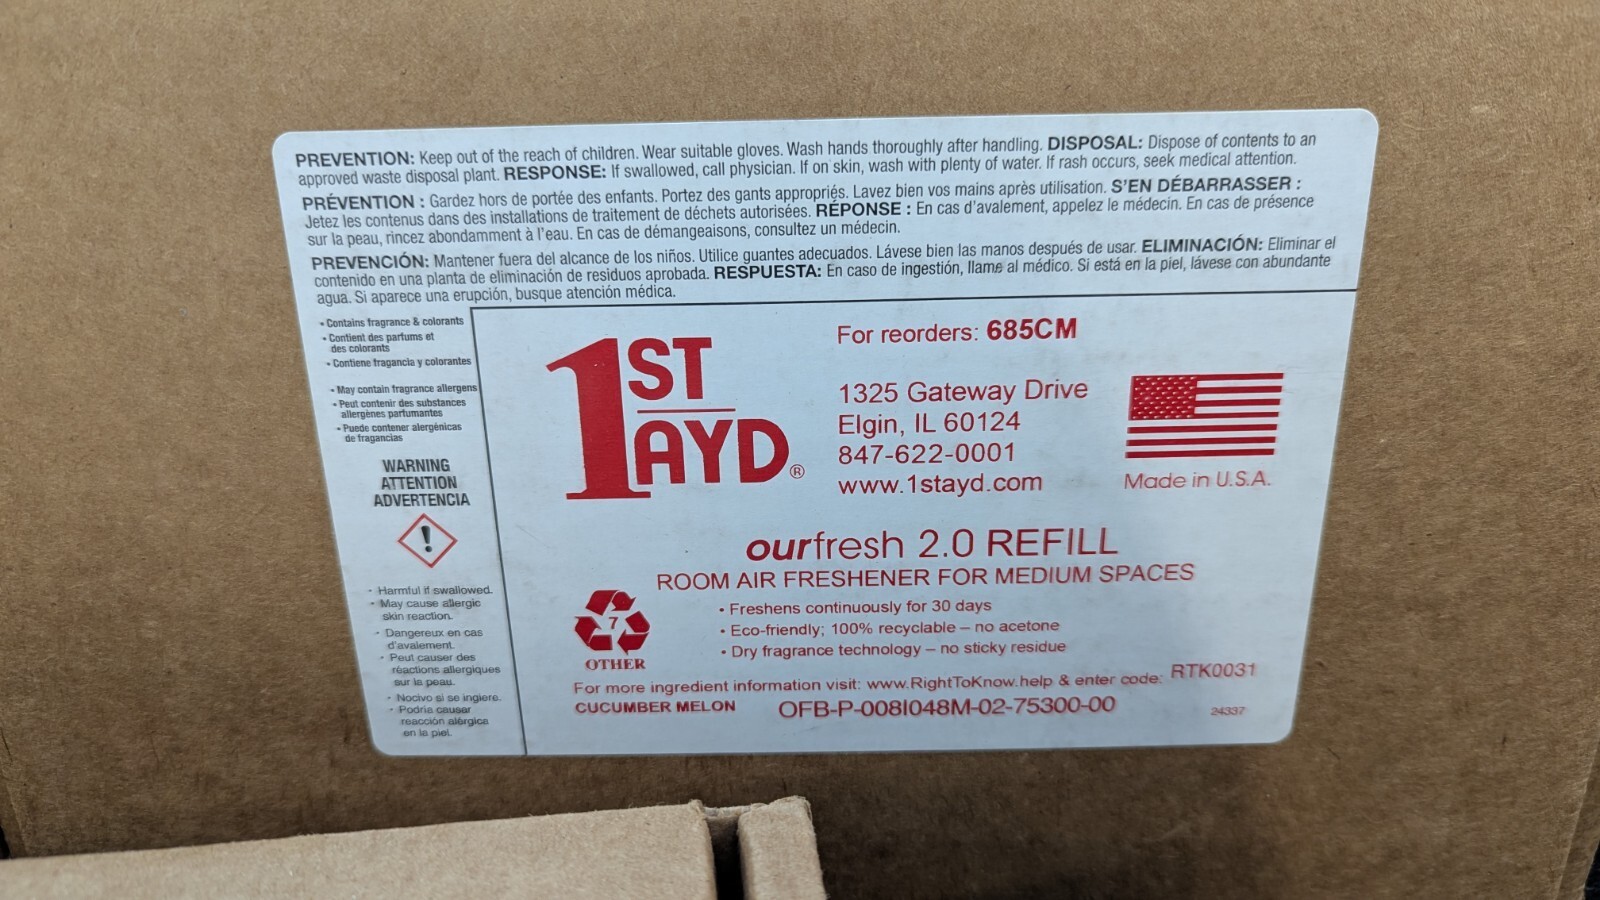 PREVENTION: Keep out of the reach of children. Wear suitable gloves. Wash hands thoroughly after handling. DISPOSAL: Dispose of contents to an
approved waste disposal plant. RESPONSE: If swallowed, call physician. If on skin, wash with plenty of water. If rash occurs, seek medical attention.
PRÉVENTION : Gardez hors de portée des enfants. Portez des gants appropriés. Lavez bien vos mains après utilisation. S'EN DÉBARRASSER :
Jetez les contenus dans des installations de traitement de déchets autorisées. RÉPONSE : En cas d'avalement, appelez le médecin. En cas de présence
sur la peau, rincez abondamment à l'eau. En cas de démangeaisons, consultez un médecin.
PREVENCIÓN: Mantener fuera del alcance de los niños. Utilice guantes adecuados. Lávese bien las manos después de usar. ELIMINACIÓN: Eliminar el
contenido en una planta de eliminación de residuos aprobada. RESPUESTA: En caso de ingestión, llame al médico. Si está en la piel, lávese con abundante
agua. Si aparece una erupción, busque atención médica.
• Contains fragrance & colorants
• Contient des parfums et
des colorants
• Contiene fragancia y colorantes
• May contain fragrance allergens
• Peut contenir des substances
allergènes parfumantes
• Puede contener alergénicas
de fragancias
WARNING
ATTENTION
ADVERTENCIA
!
• Harmful if swallowed.
• May cause allergic
skin reaction.
• Dangereux en cas
d'avalement.
• Peut causer des
réactions allergiques
sur la peau.
• Nocivo si se ingiere.
• Podría causar
reacción alérgica
en la piel.
1ST
AYD®
For reorders: 685CM
1325 Gateway Drive
Elgin, IL 60124
847-622-0001
www.1stayd.com
Made in U.S.A.
ourfresh 2.0 REFILL
ROOM AIR FRESHENER FOR MEDIUM SPACES
• Freshens continuously for 30 days
• Eco-friendly; 100% recyclable – no acetone
• Dry fragrance technology – no sticky residue
7
OTHER
For more ingredient information visit: www.RightToKnow.help & enter code: RTK0031
CUCUMBER MELON OFB-P-008I048M-02-75300-00 24337